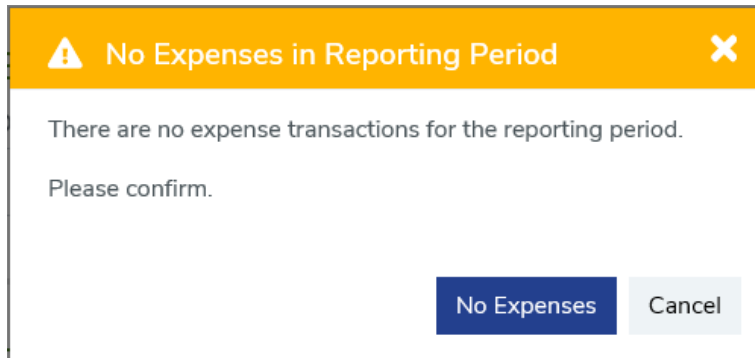 No Expenses in Reporting Period
There are no expense transactions for the reporting period.
Please confirm.
No Expenses
Cancel